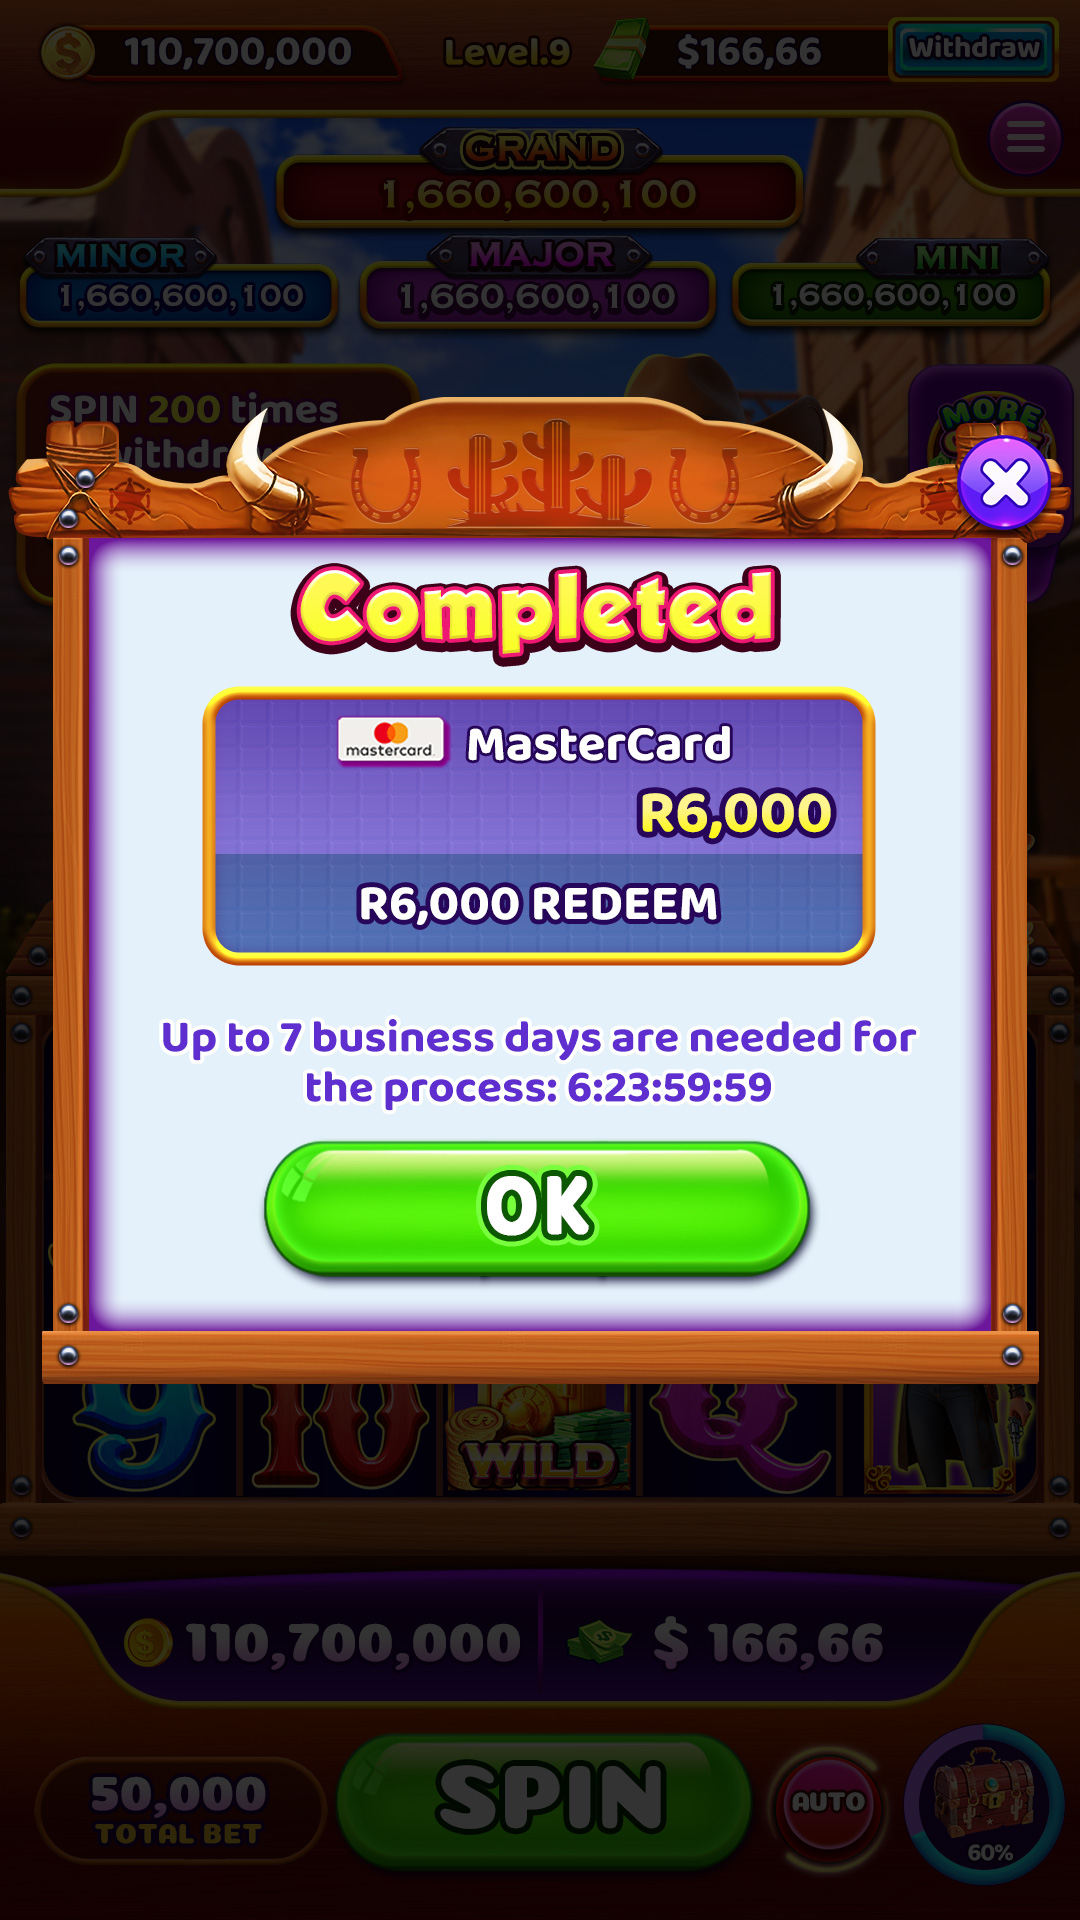 110,700,000
Level.9
$166,66
Withdraw
GRAND
1,660,600,100
MINOR
MAJOR
MINI
1,660,600,100
1,660,600,100
1,660,600,100
SPIN 200 times
MORE
Completed
mastercard.
MasterCard
R6,000
R6,000 REDEEM
Up to 7 business days are needed for
the process: 6:23:59:59
OK
9
10
WILD
Q
110,700,000
$ 166,66
50,000
TOTAL BET
SPIN
AUTO
60%